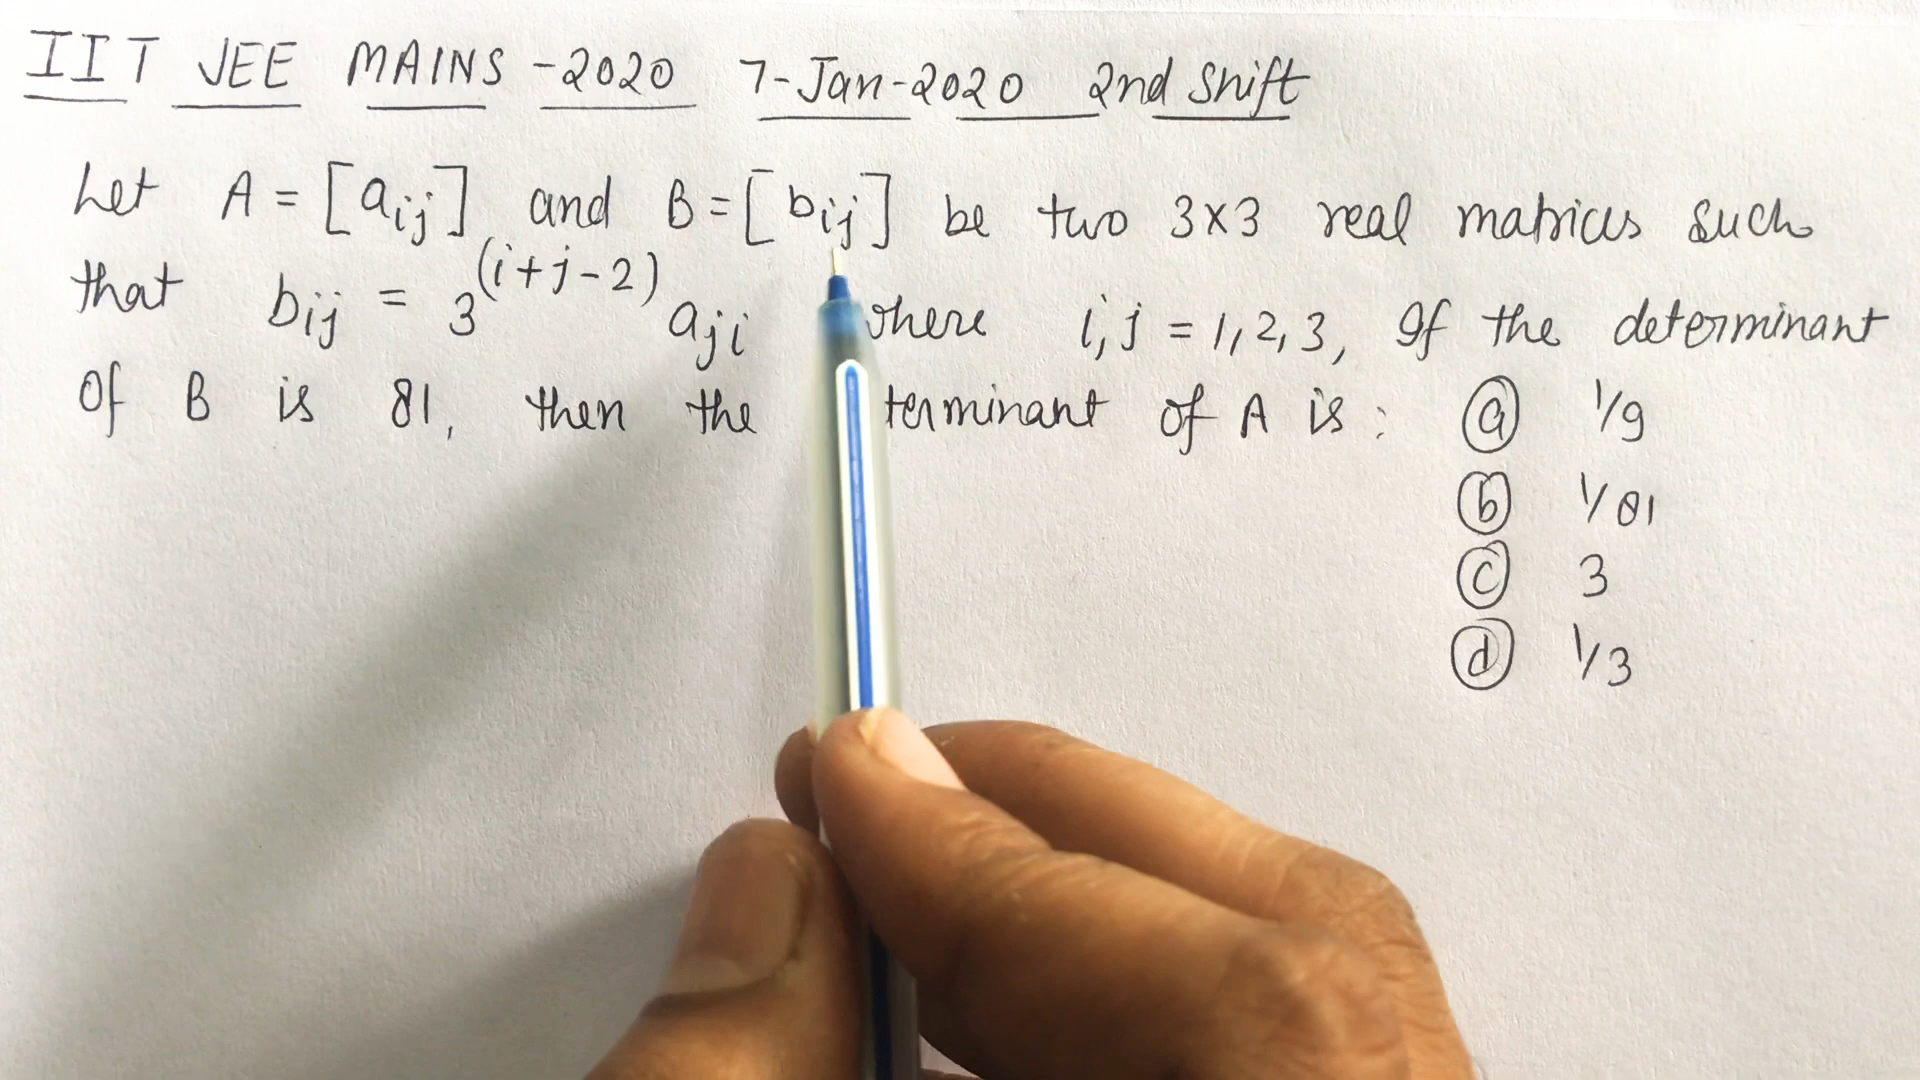 IIT JEE MAINS -2020 7-Jan-2020 2nd Shift
Let A = [aij] and B = [bij] be two 3x3 real matrices such
that bij = 3^(i+j-2) aji where i,j = 1,2,3, If the determinant
Of B is 81, then the terminant of A is : (a) 1/9
(b) 1/81
(c) 3
(d) 1/3